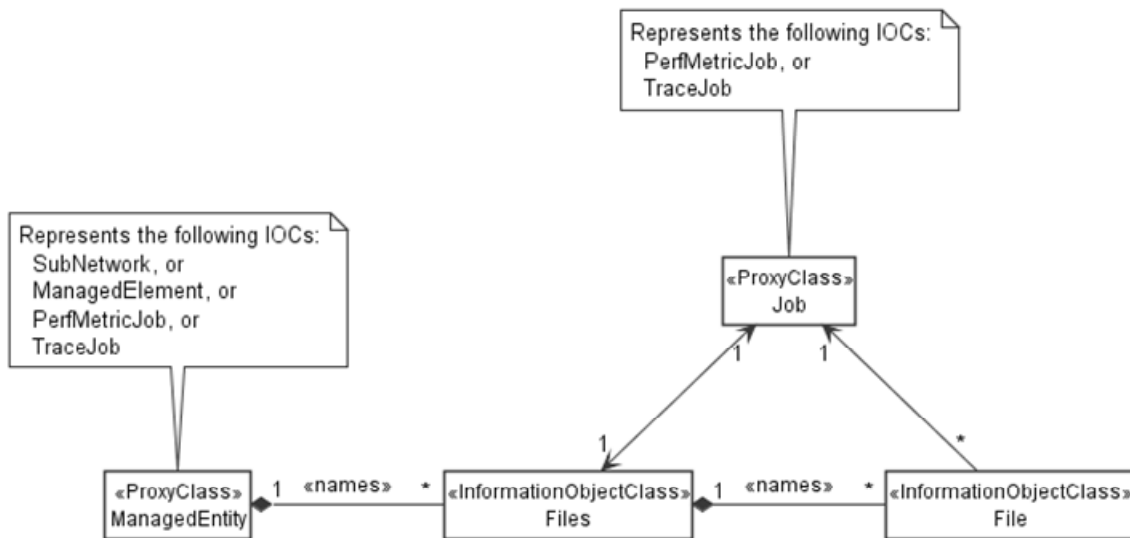 Represents the following IOCs:
PerfMetricJob, or
TraceJob
Represents the following IOCs:
SubNetwork, or
ManagedElement, or
PerfMetricJob, or
TraceJob
«ProxyClass»
Job
1
1
1
*
«ProxyClass»
ManagedEntity
1
«names»
*
«InformationObjectClass»
Files
1
«names»
*
«InformationObjectClass»
File